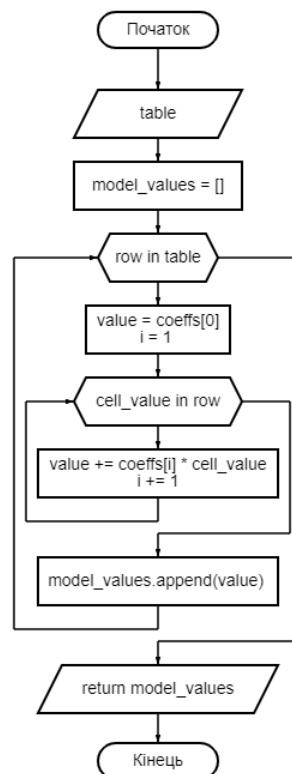 Початок
table
model_values = []
row in table
value = coeffs[0]
i = 1
cell_value in row
value += coeffs[i] * cell_value
i += 1
model_values.append(value)
return model_values
Кінець